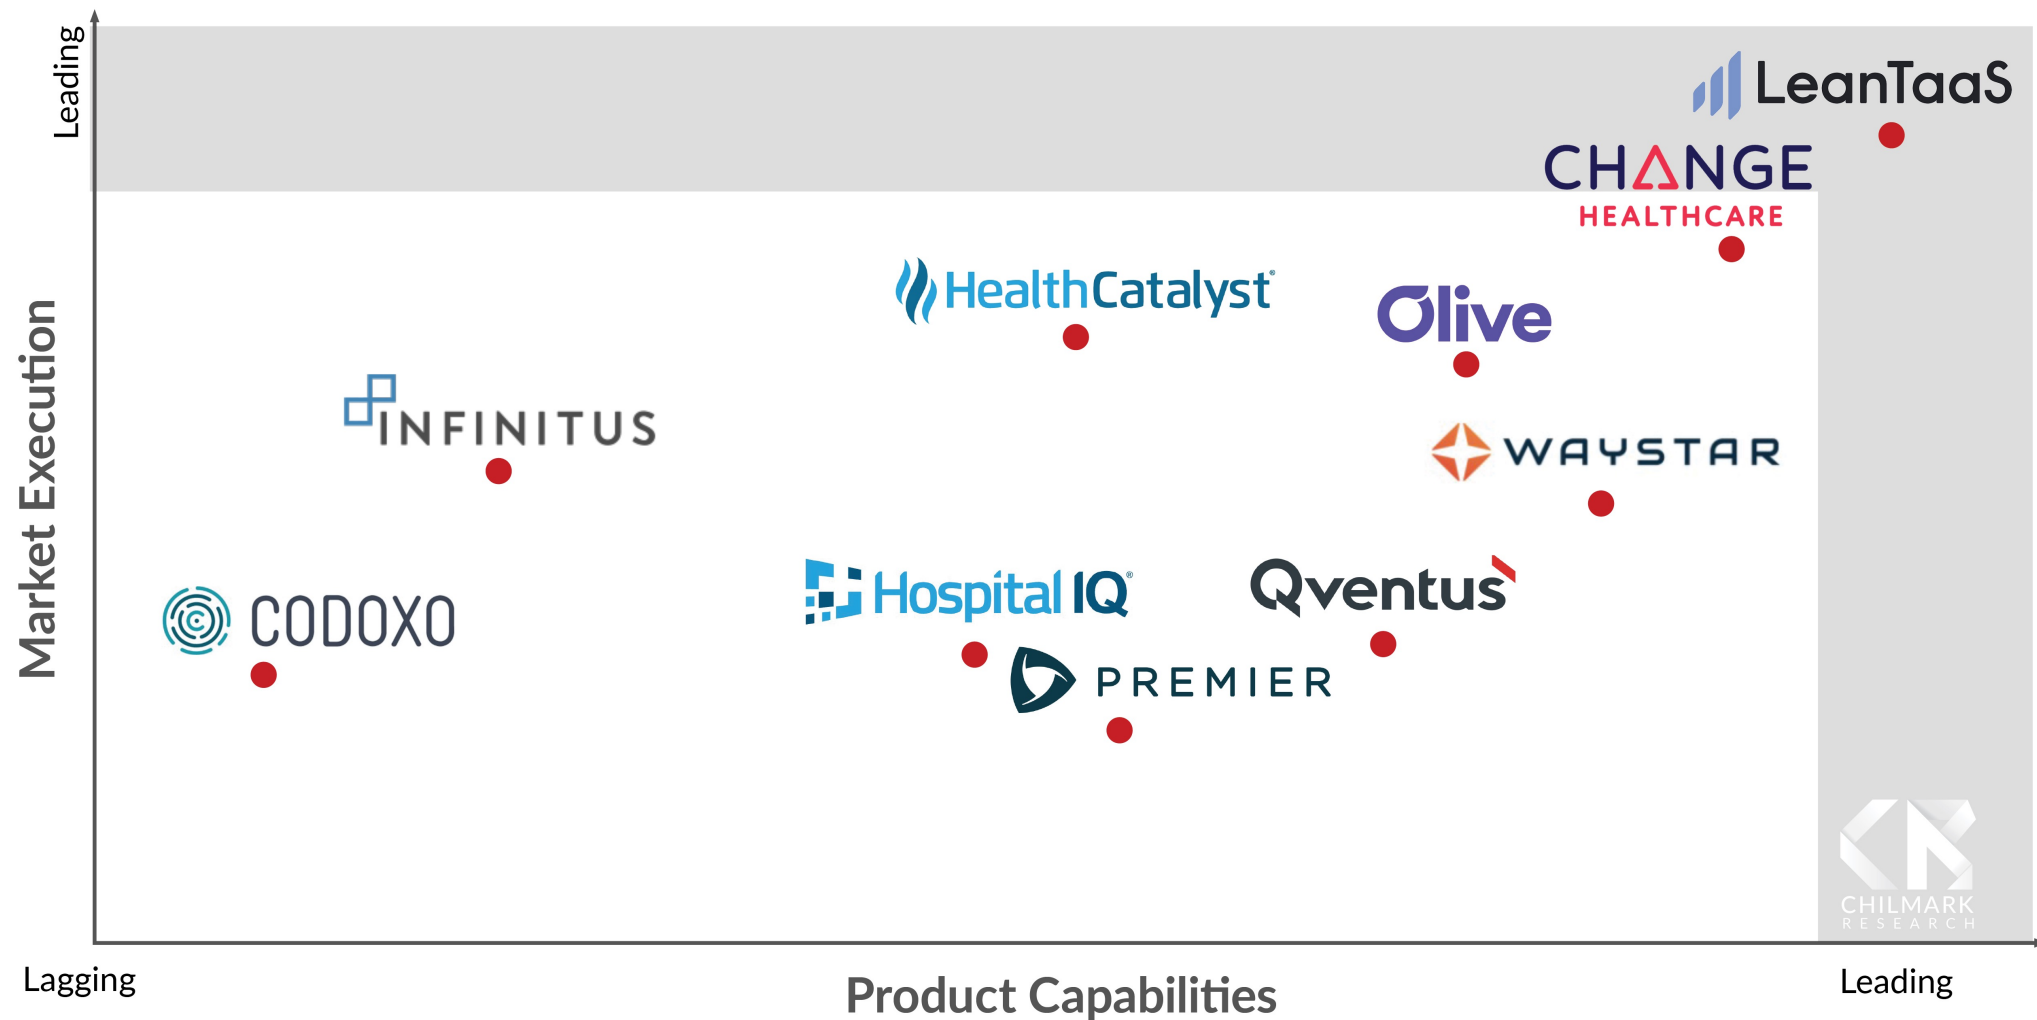 Leading
LeanTaaS
CHANGE
HEALTHCARE
HealthCatalyst®
Olive
INFINITUS
WAYSTAR
Market Execution
CODOXO
Hospital IQ®
Qventus
PREMIER
CHILMARK
RESEARCH
Lagging
Product Capabilities
Leading